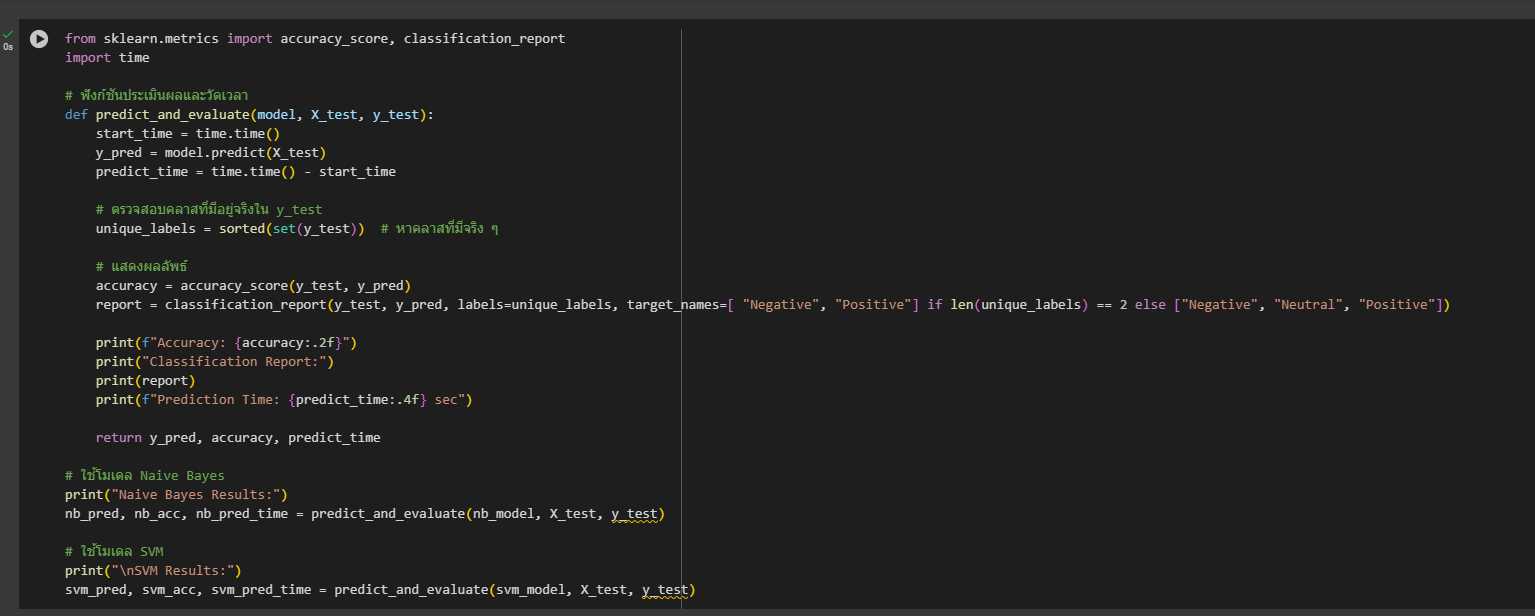 0s
from sklearn.metrics import accuracy_score, classification_report
import time
# ฟังก์ชันประเมินผลและวัดเวลา
def predict_and_evaluate(model, X_test, y_test):
    start_time = time.time()
    y_pred = model.predict(X_test)
    predict_time = time.time() - start_time
    # ตรวจสอบคลาสที่มีอยู่จริงใน y_test
    unique_labels = sorted(set(y_test))  # หาคลาสที่มีจริง ๆ
    # แสดงผลลัพธ์
    accuracy = accuracy_score(y_test, y_pred)
    report = classification_report(y_test, y_pred, labels=unique_labels, target_names=[ "Negative", "Positive"] if len(unique_labels) == 2 else ["Negative", "Neutral", "Positive"])
    print(f"Accuracy: {accuracy:.2f}")
    print("Classification Report:")
    print(report)
    print(f"Prediction Time: {predict_time:.4f} sec")
    return y_pred, accuracy, predict_time
# ใช้โมเดล Naive Bayes
print("Naive Bayes Results:")
nb_pred, nb_acc, nb_pred_time = predict_and_evaluate(nb_model, X_test, y_test)
# ใช้โมเดล SVM
print("\nSVM Results:")
svm_pred, svm_acc, svm_pred_time = predict_and_evaluate(svm_model, X_test, y_test)